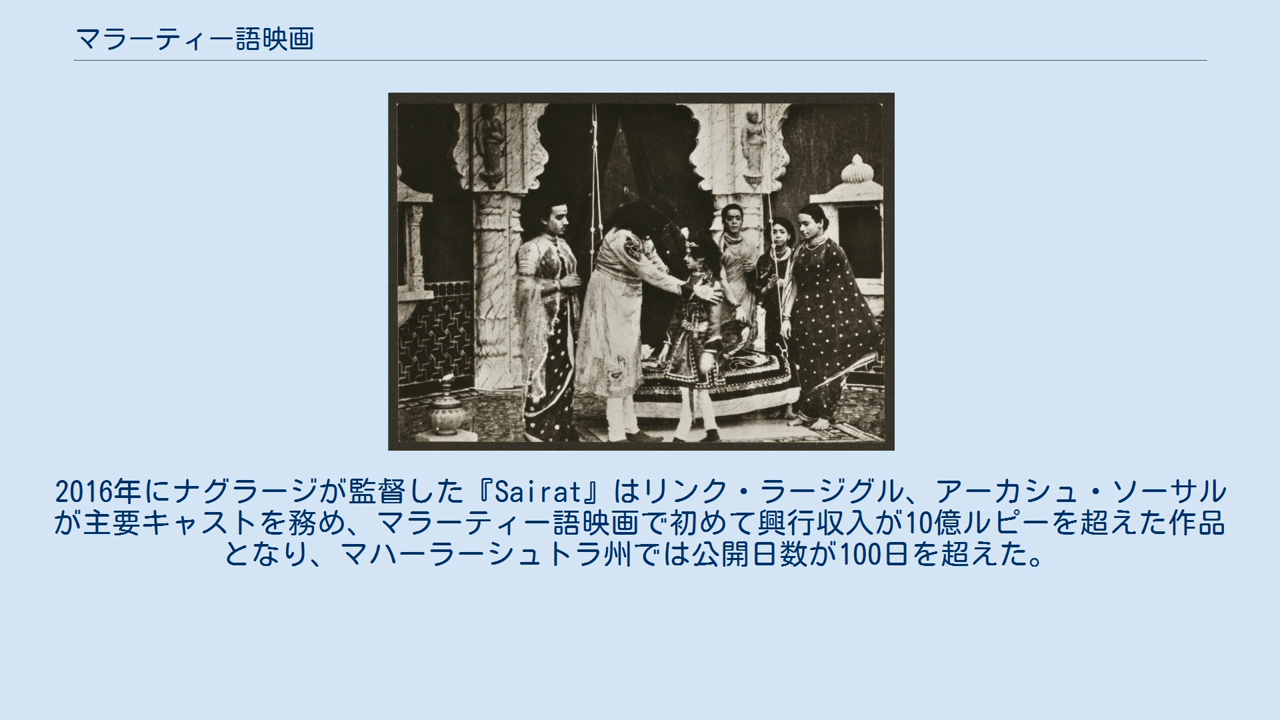 マラーティー語映画
2016年にナグラージが監督した『Sairat』はリンク・ラージグル、アーカシュ・ソーサル
が主要キャストを務め、マラーティー語映画で初めて興行収入が10億ルピーを超えた作品
となり、マハーラーシュトラ州では公開日数が100日を超えた。